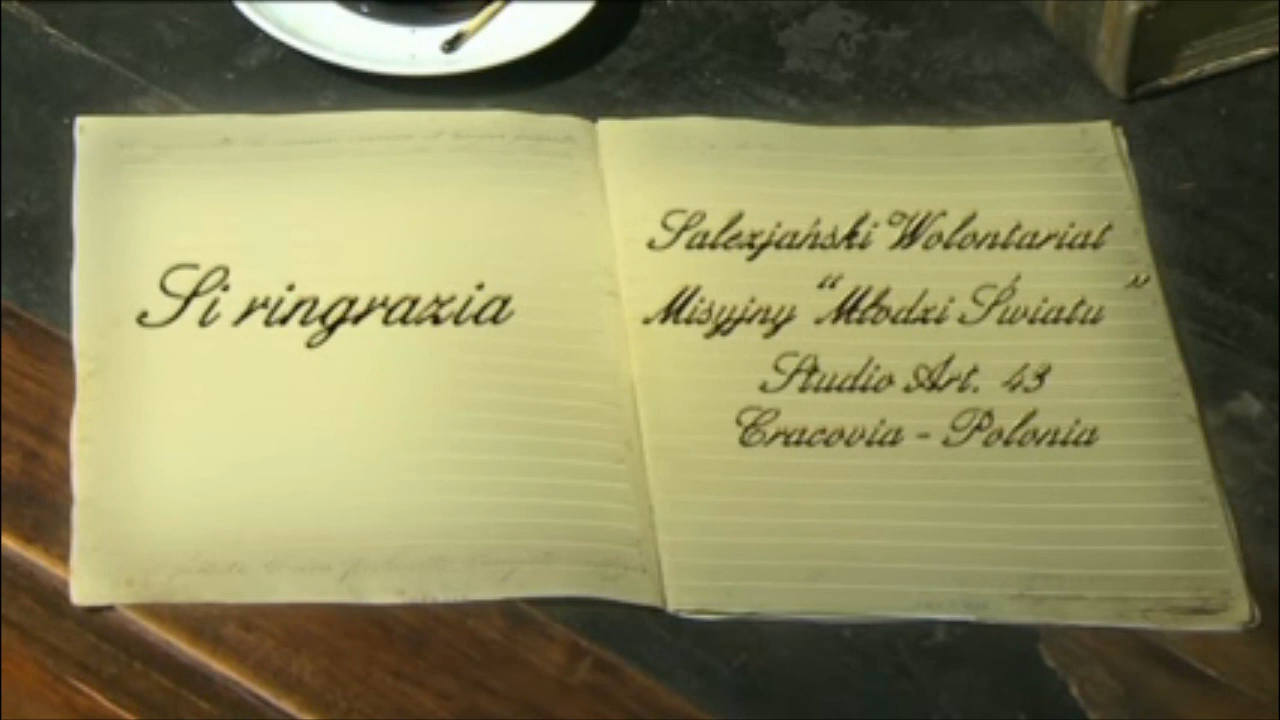 Si ringrazia
Salezjański Wolontariat
Misyjny “Młodzi Światu”
Studio Art. 43
Cracovia - Polonia